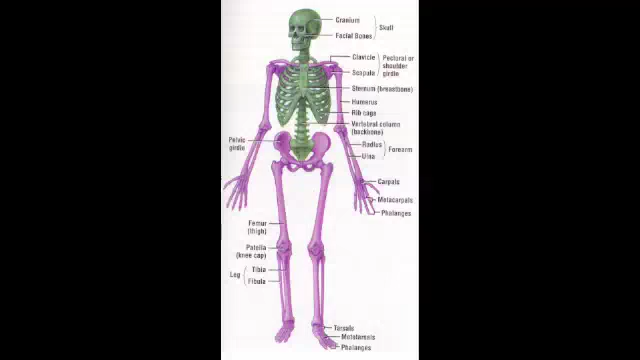 Cranium
Skull
Facial Bones
Clavicle
Pectoral or
shoulder
girdle
Scapula
Sternum (breastbone)
Humerus
Rib cage
Vertebral column
(backbone)
Pelvic
girdle
Radius
Forearm
Ulna
Carpals
Metacarpals
Phalanges
Femur
(thigh)
Patella
(knee cap)
Tibia
Leg
Fibula
Tarsals
Metatarsals
Phalanges